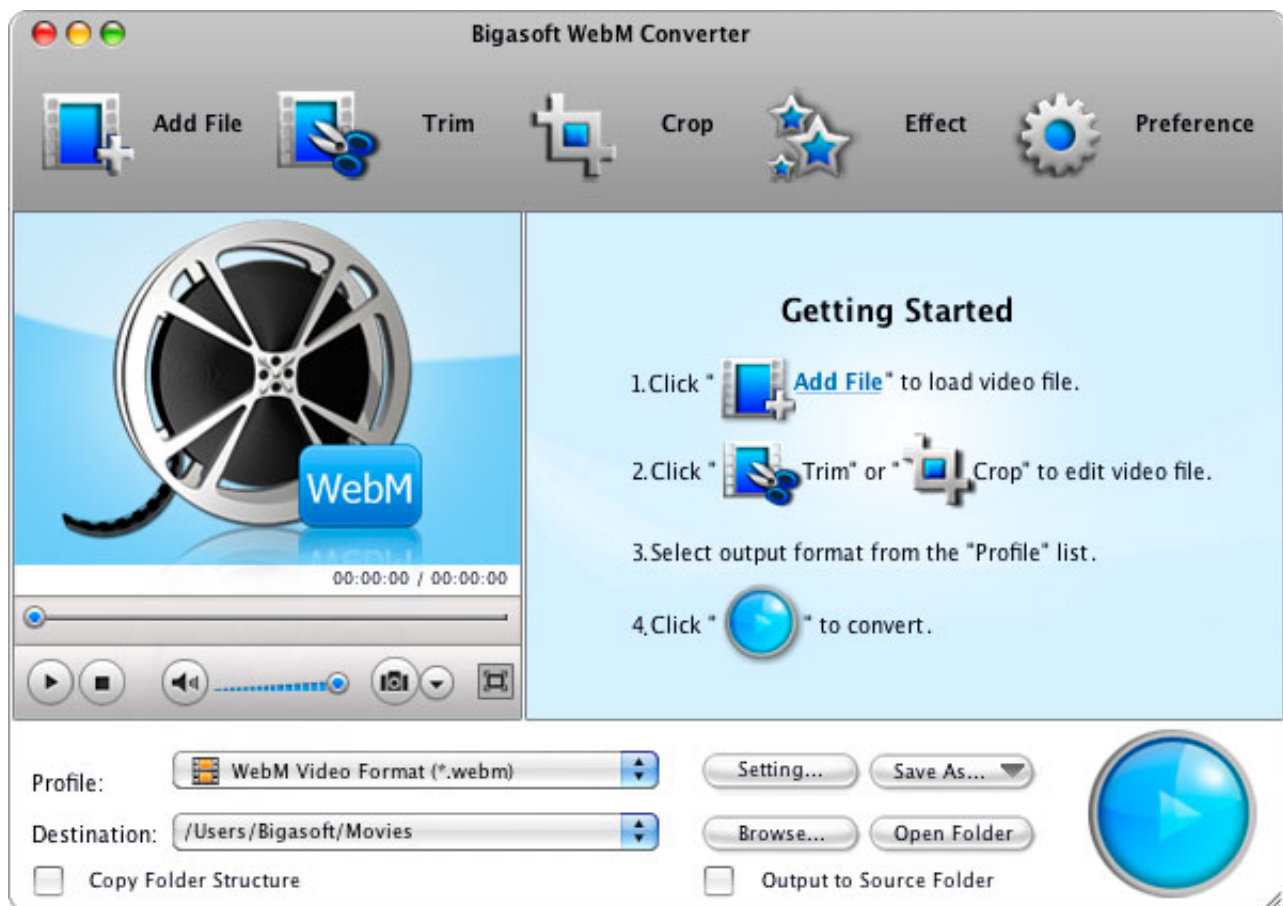 Bigasoft WebM Converter
Add File
Trim
Crop
Effect
Preference
WebM
00:00:00 / 00:00:00
Getting Started
1.Click " Add File" to load video file.
2.Click " Trim" or " Crop" to edit video file.
3.Select output format from the "Profile" list.
4.Click " " to convert.
Profile: WebM Video Format (*.webm) Setting... Save As...
Destination: /Users/Bigasoft/Movies Browse... Open Folder
Copy Folder Structure Output to Source Folder